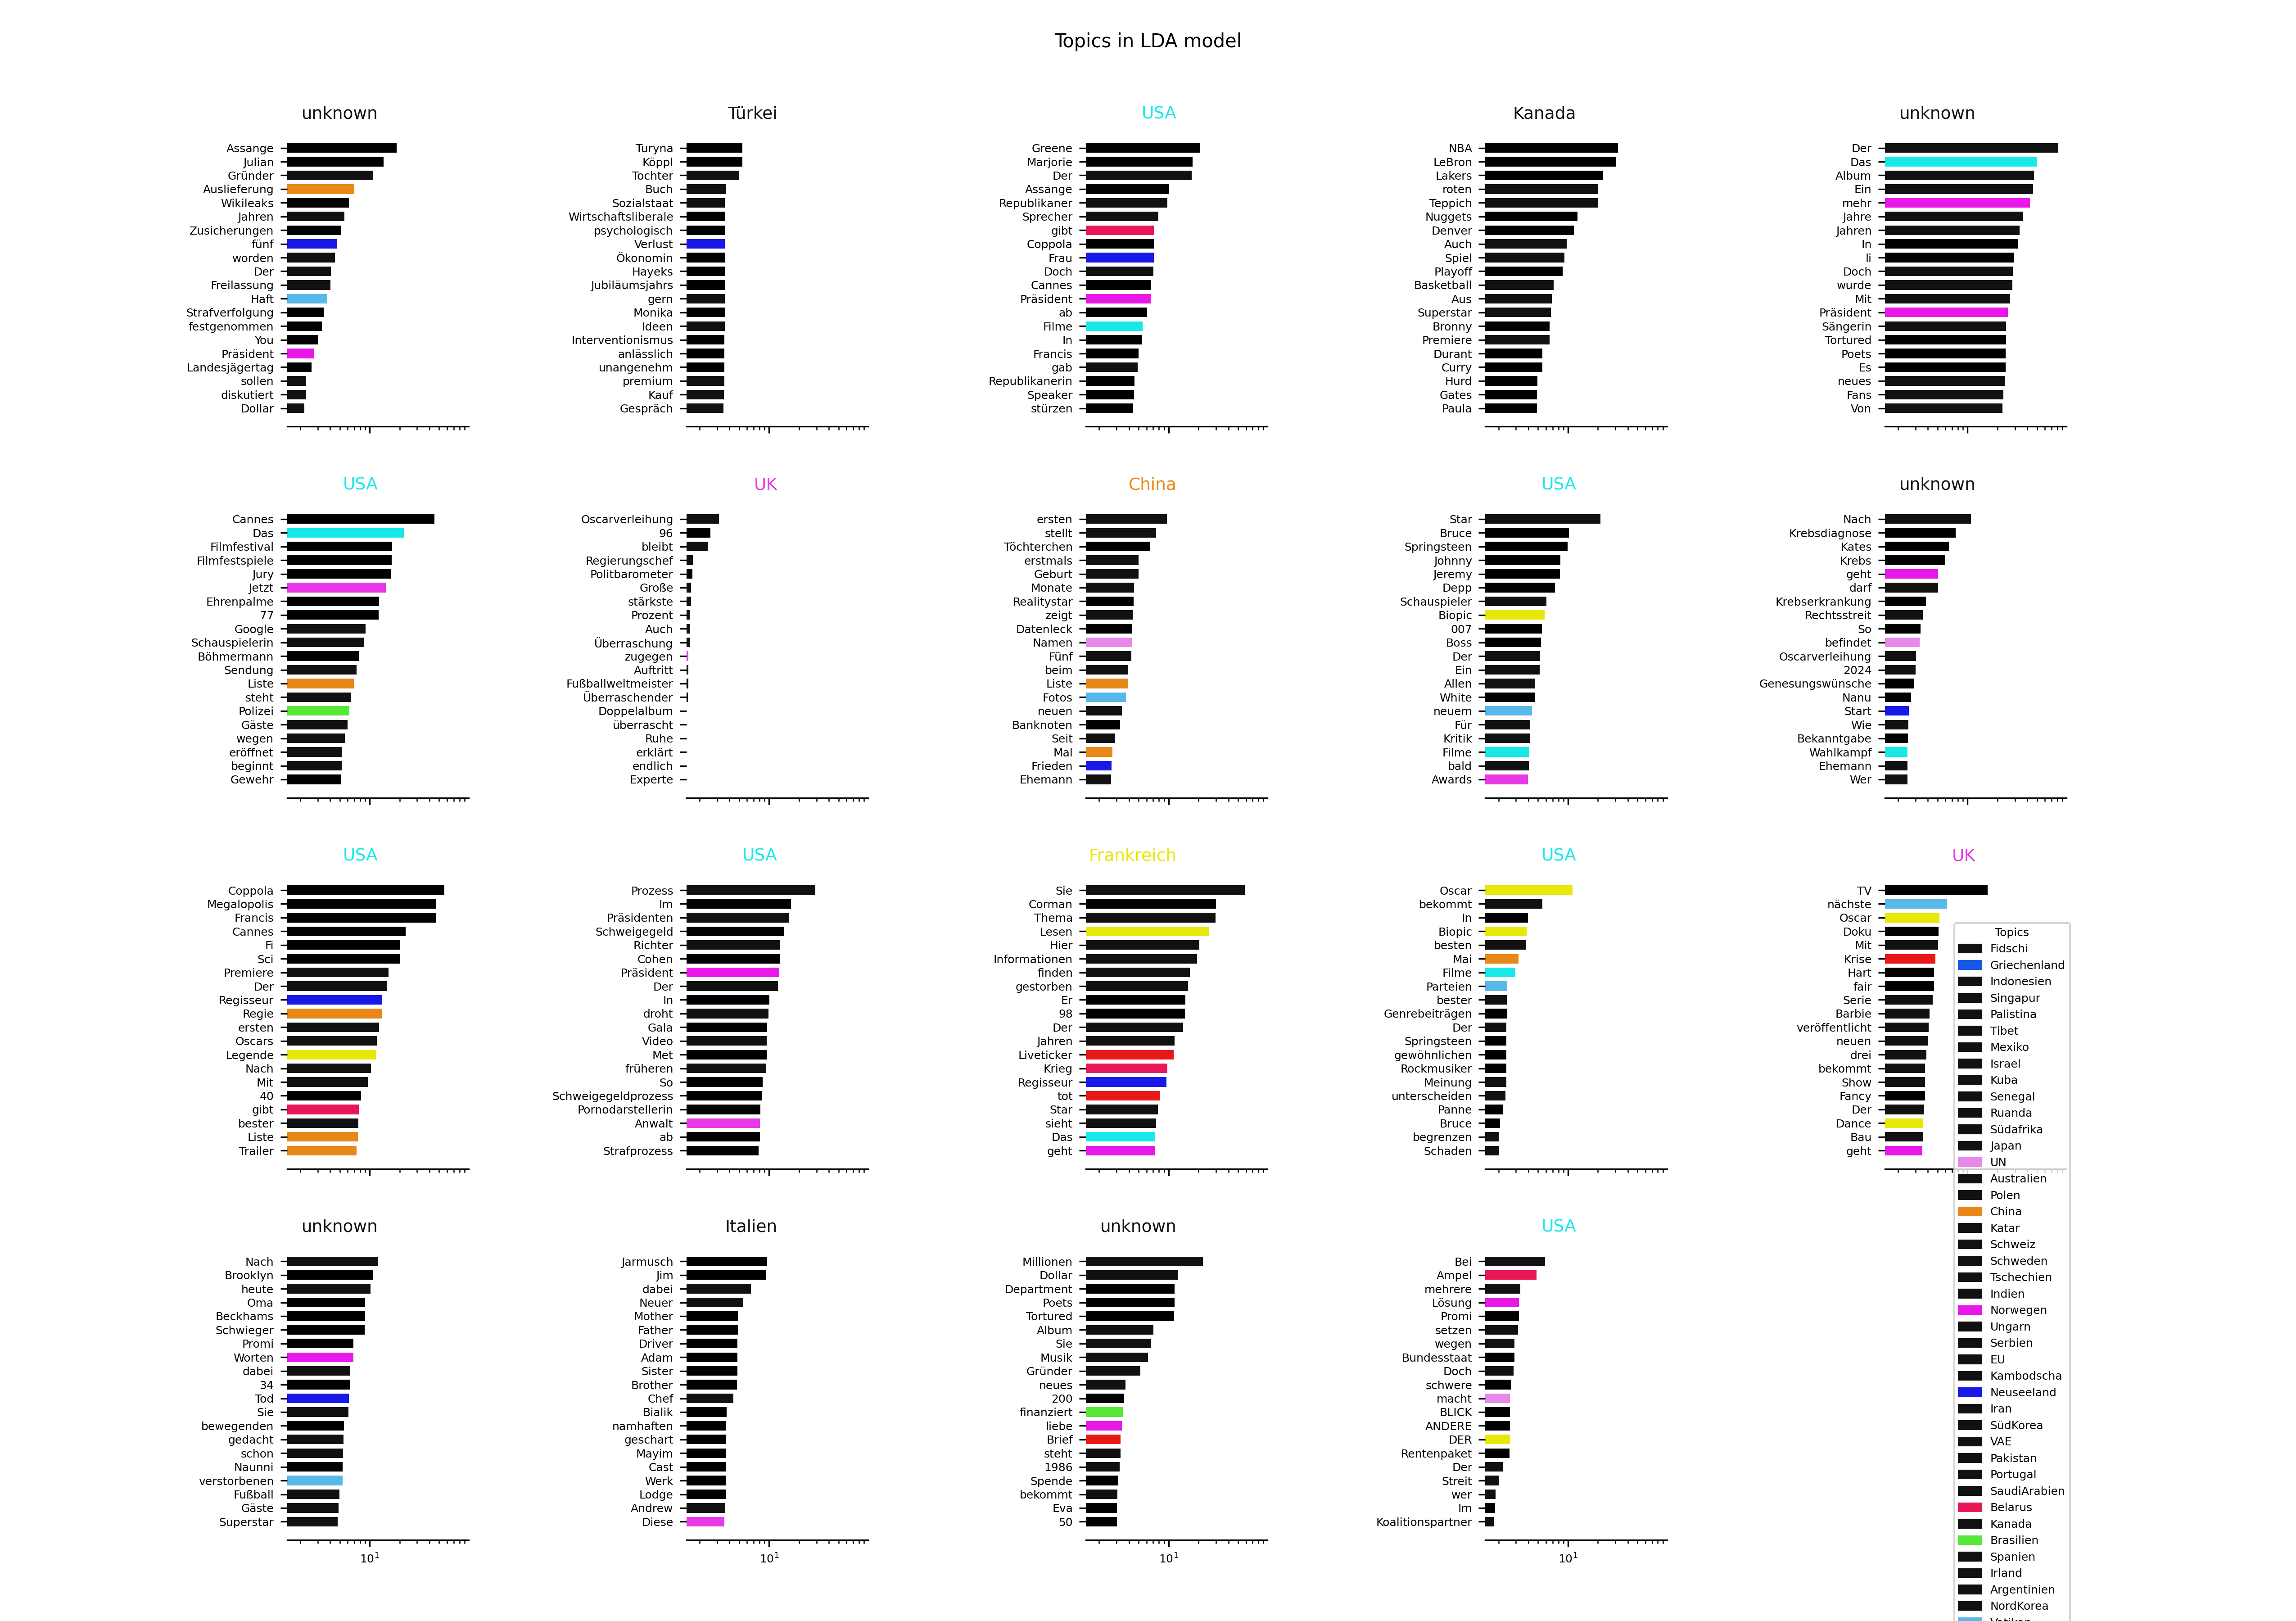 Topics in LDA model
unknown
Assange
Julian
Gründer
Auslieferung
Wikileaks
Jahren
Zusicherungen
fünf
worden
Der
Freilassung
Haft
Strafverfolgung
festgenommen
You
Präsident
Landesjägertag
sollen
diskutiert
Dollar
Türkei
Turyna
Köppl
Tochter
Buch
Sozialstaat
Wirtschaftsliberale
psychologisch
Verlust
Ökonomin
Hayeks
Jubiläumsjahrs
gern
Monika
Ideen
Interventionismus
anlässlich
unangenehm
premium
Kauf
Gespräch
USA
Greene
Marjorie
Der
Assange
Republikaner
Sprecher
gibt
Coppola
Frau
Doch
Cannes
Präsident
ab
Filme
In
Francis
gab
Republikanerin
Speaker
stürzen
Kanada
NBA
LeBron
Lakers
roten
Teppich
Nuggets
Denver
Auch
Spiel
Playoff
Basketball
Aus
Superstar
Bronny
Premiere
Durant
Curry
Hurd
Gates
Paula
unknown
Der
Das
Album
Ein
mehr
Jahre
Jahren
In
li
Doch
wurde
Mit
Präsident
Sängerin
Tortured
Poets
Es
neues
Fans
Von
USA
Cannes
Das
Filmfestival
Filmfestspiele
Jury
Jetzt
Ehrenpalme
77
Google
Schauspielerin
Böhmermann
Sendung
Liste
steht
Polizei
Gäste
wegen
eröffnet
beginnt
Gewehr
UK
Oscarverleihung
96
bleibt
Regierungschef
Politbarometer
Große
stärkste
Prozent
Auch
Überraschung
zugegen
Auftritt
Fußballweltmeister
Überraschender
Doppelalbum
überrascht
Ruhe
erklärt
endlich
Experte
China
ersten
stellt
Töchterchen
erstmals
Geburt
Monate
Realitystar
zeigt
Datenleck
Namen
Fünf
beim
Liste
Fotos
neuen
Banknoten
Seit
Mal
Frieden
Ehemann
USA
Star
Bruce
Springsteen
Johnny
Jeremy
Depp
Schauspieler
Biopic
007
Boss
Der
Ein
Allen
White
neuem
Für
Kritik
Filme
bald
Awards
unknown
Nach
Krebsdiagnose
Kates
Krebs
geht
darf
Krebserkrankung
Rechtsstreit
So
befindet
Oscarverleihung
2024
Genesungswünsche
Nanu
Start
Wie
Bekanntgabe
Wahlkampf
Ehemann
Wer
USA
Coppola
Megalopolis
Francis
Cannes
Fi
Sci
Premiere
Der
Regisseur
Regie
ersten
Oscars
Legende
Nach
Mit
40
gibt
bester
Liste
Trailer
USA
Prozess
Im
Präsidenten
Schweigegeld
Richter
Cohen
Präsident
Der
In
droht
Gala
Video
Met
früheren
So
Schweigegeldprozess
Pornodarstellerin
Anwalt
ab
Strafprozess
Frankreich
Sie
Corman
Thema
Lesen
Hier
Informationen
finden
gestorben
Er
98
Der
Jahren
Liveticker
Krieg
Regisseur
tot
Star
sieht
Das
geht
USA
Oscar
bekommt
In
Biopic
besten
Mai
Filme
Parteien
bester
Genrebeiträgen
Der
Springsteen
gewöhnlichen
Rockmusiker
Meinung
unterscheiden
Panne
Bruce
begrenzen
Schaden
UK
TV
nächste
Oscar
Doku
Mit
Krise
Hart
fair
Serie
Barbie
veröffentlicht
neuen
drei
bekommt
Show
Fancy
Der
Dance
Bau
geht
unknown
Nach
Brooklyn
heute
Oma
Beckhams
Schwieger
Promi
Worten
dabei
34
Tod
Sie
bewegenden
gedacht
schon
Naunni
verstorbenen
Fußball
Gäste
Superstar
10¹
Italien
Jarmusch
Jim
dabei
Neuer
Mother
Father
Driver
Adam
Sister
Brother
Chef
Bialik
namhaften
geschart
Mayim
Cast
Werk
Lodge
Andrew
Diese
10¹
unknown
Millionen
Dollar
Department
Poets
Tortured
Album
Sie
Musik
Gründer
neues
200
finanziert
liebe
Brief
steht
1986
Spende
bekommt
Eva
50
10¹
USA
Bei
Ampel
mehrere
Lösung
Promi
setzen
wegen
Bundesstaat
Doch
schwere
macht
BLICK
ANDERE
DER
Rentenpaket
Der
Streit
wer
Im
Koalitionspartner
10¹
Topics
Fidschi
Griechenland
Indonesien
Singapur
Palistina
Tibet
Mexiko
Israel
Kuba
Senegal
Ruanda
Südafrika
Japan
UN
Australien
Polen
China
Katar
Schweiz
Schweden
Tschechien
Indien
Norwegen
Ungarn
Serbien
EU
Kambodscha
Neuseeland
Iran
SüdKorea
VAE
Pakistan
Portugal
SaudiArabien
Belarus
Kanada
Brasilien
Spanien
Irland
Argentinien
NordKorea